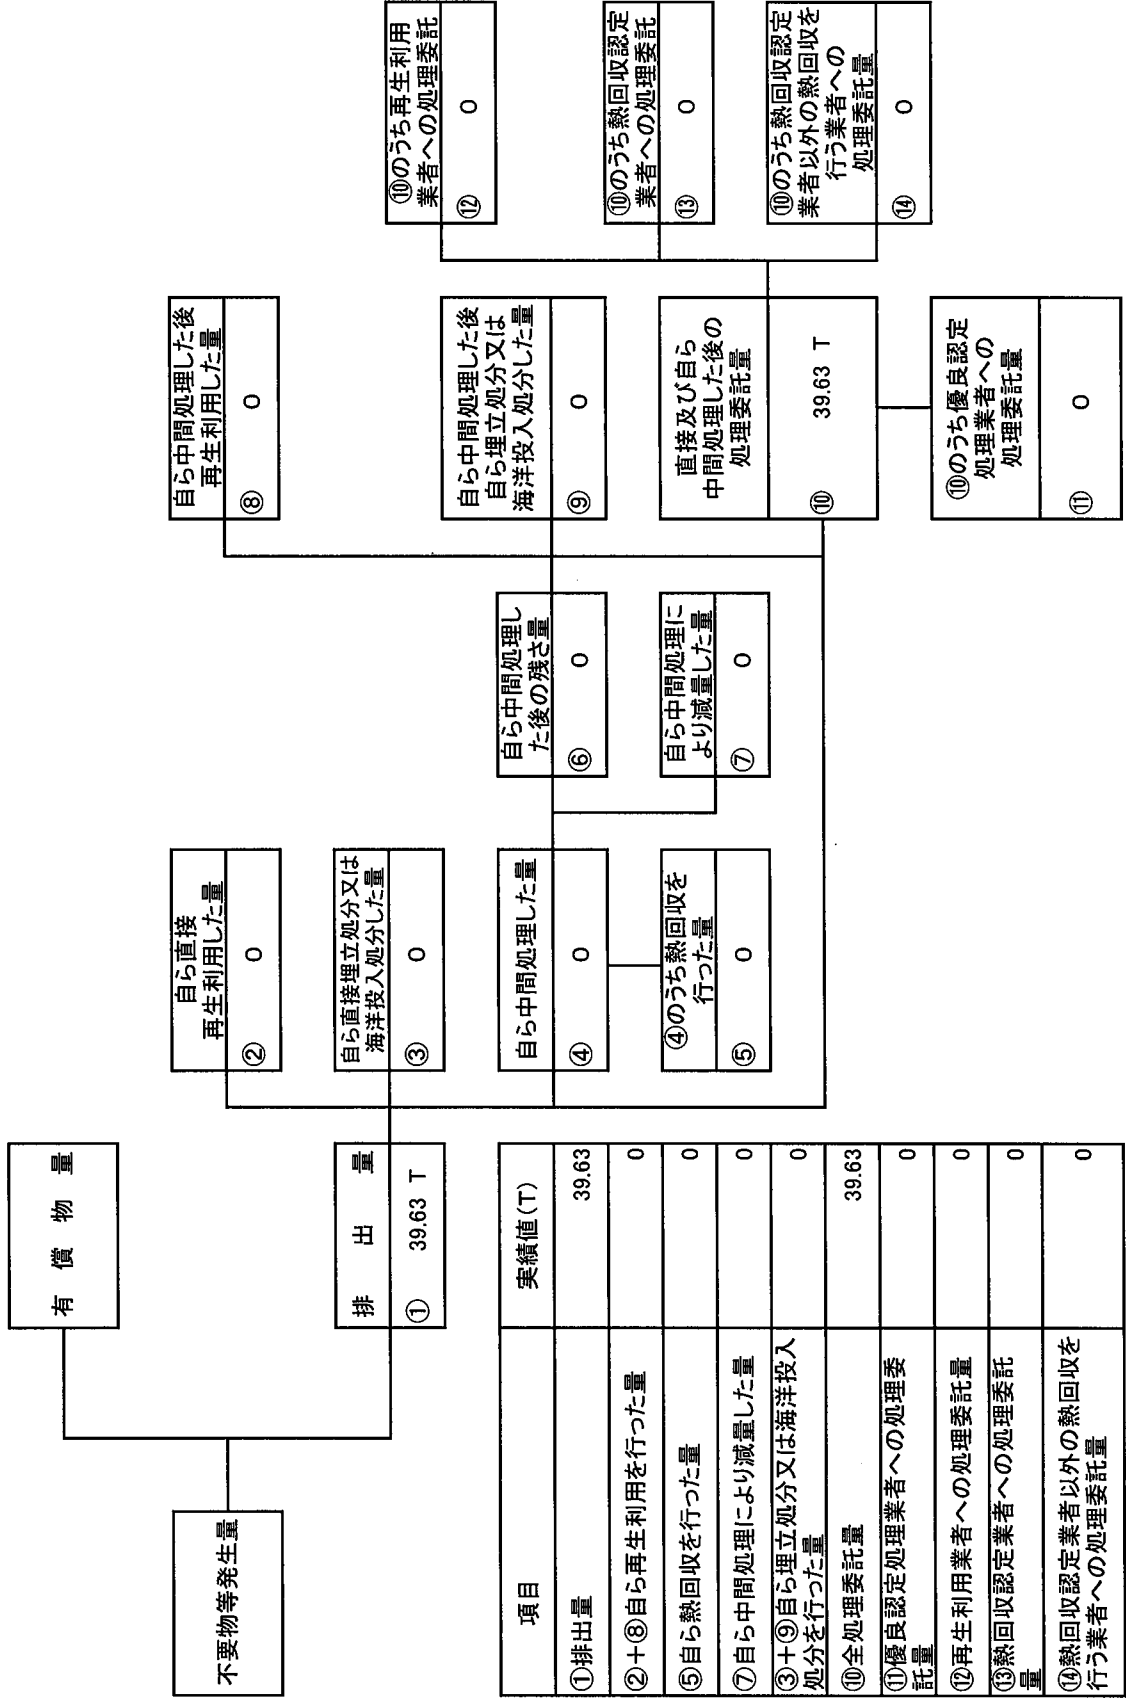 不要物等発生量
有償物量
排出量
① 39.63 T
自ら直接
再生利用した量
② 0
自ら直接埋立処分又は
海洋投入処分した量
③ 0
自ら中間処理した量
④ 0
④のうち熱回収を
行った量
⑤ 0
自ら中間処理し
た後の残さ量
⑥ 0
自ら中間処理に
より減量した量
⑦ 0
自ら中間処理した後
再生利用した量
⑧ 0
自ら中間処理した後
自ら埋立処分又は
海洋投入処分した量
⑨ 0
直接及び自ら
中間処理した後の
処理委託量
⑩ 39.63 T
⑩のうち優良認定
処理業者への
処理委託量
⑪ 0
⑩のうち再生利用
業者への処理委託
⑫ 0
⑩のうち熱回収認定
業者への処理委託
⑬ 0
⑩のうち熱回収認定
業者以外の熱回収を
行う業者への
処理委託量
⑭ 0
項目 実績値(T)
①排出量 39.63
②+⑧自ら再生利用を行った量 0
⑤自ら熱回収を行った量 0
⑦自ら中間処理により減量した量 0
③+⑨自ら埋立処分又は海洋投入
処分を行った量 0
⑩全処理委託量 39.63
⑪優良認定処理業者への処理委
託量 0
⑫再生利用業者への処理委託量 0
⑬熱回収認定業者への処理委託
量 0
⑭熱回収認定業者以外の熱回収を
行う業者への処理委託量 0